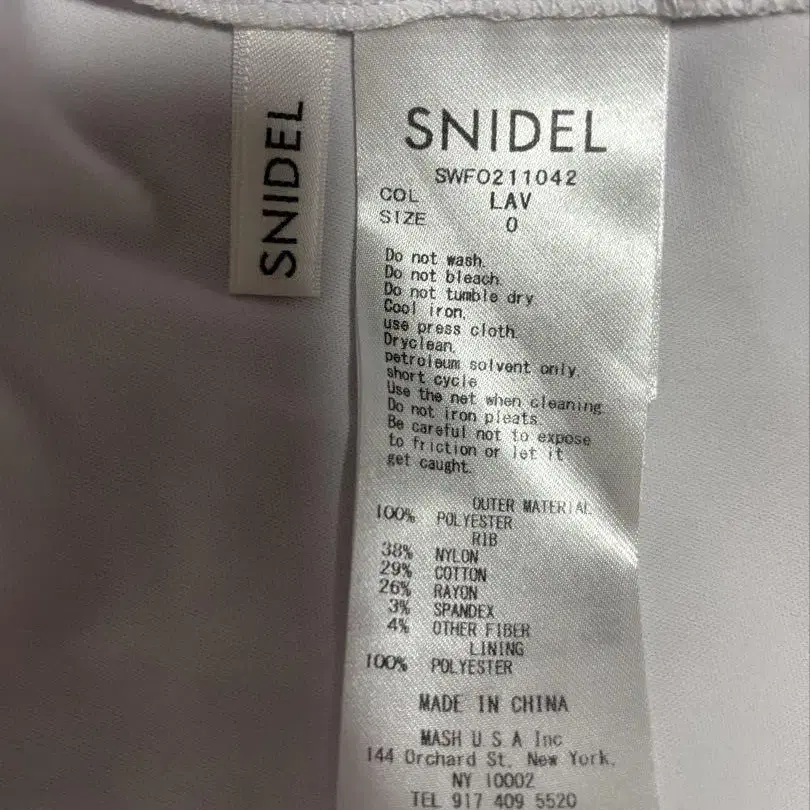 SNIDEL
SNIDEL
SWFO211042
COL LAV
SIZE 0
Do not wash.
Do not bleach.
Do not tumble dry
Cool iron.
use press cloth.
Dryclean.
petroleum solvent only.
short cycle
Use the net when cleaning.
Do not iron pleats.
Be careful not to expose
to friction or let it
get caught.
OUTER MATERIAL
100% POLYESTER
RIB
38% NYLON
29% COTTON
26% RAYON
3% SPANDEX
4% OTHER FIBER
LINING
100% POLYESTER
MADE IN CHINA
MASH U.S.A Inc
144 Orchard St. New York,
NY 10002
TEL 917 409 5520